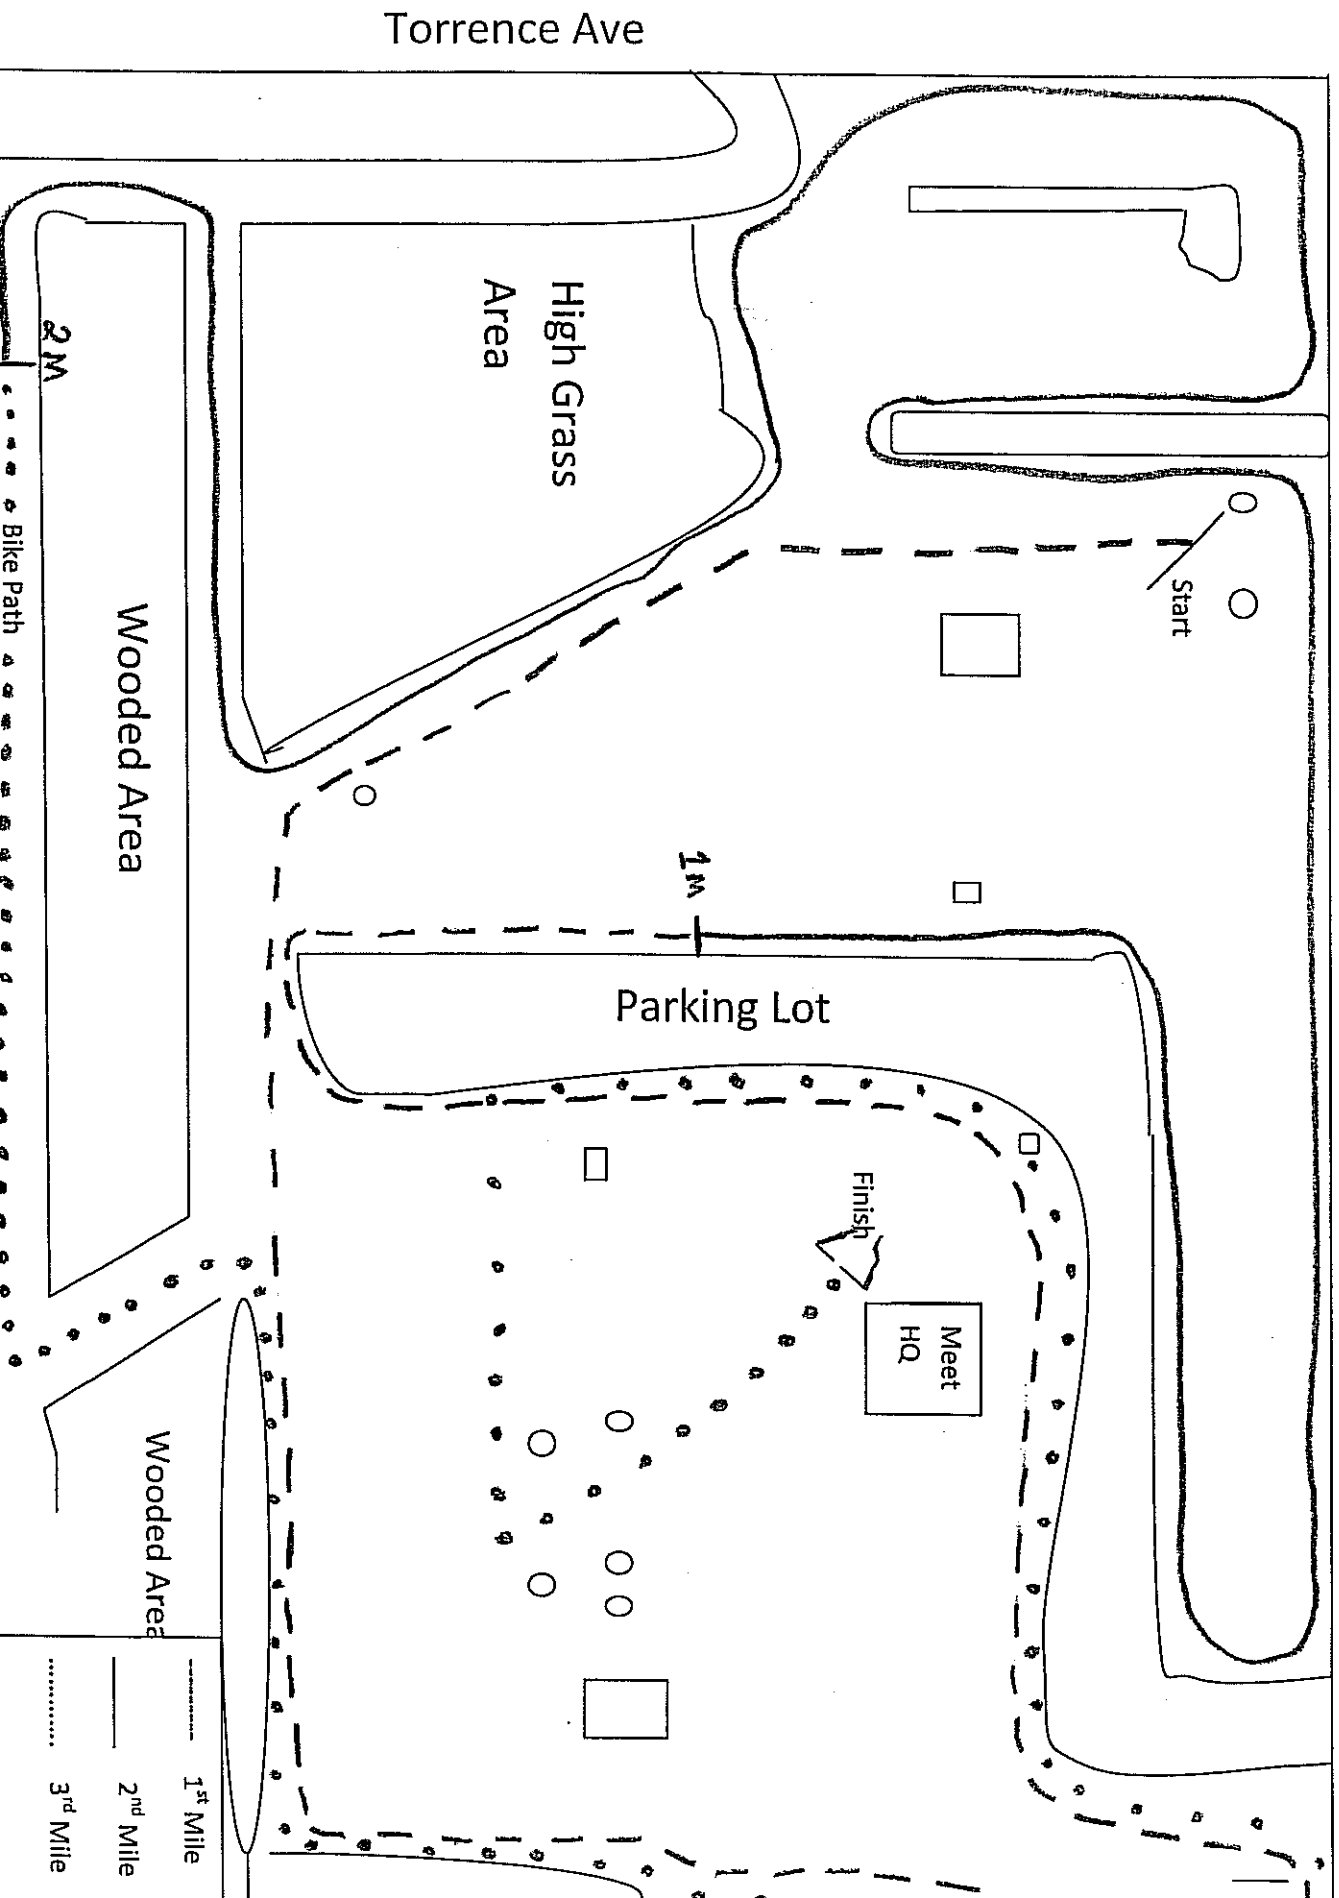 Torrence Ave
High Grass
Area
Start
1M
Parking Lot
Finish
Meet
HQ
2M
Bike Path
Wooded Area
Wooded Area
1st Mile
2nd Mile
3rd Mile